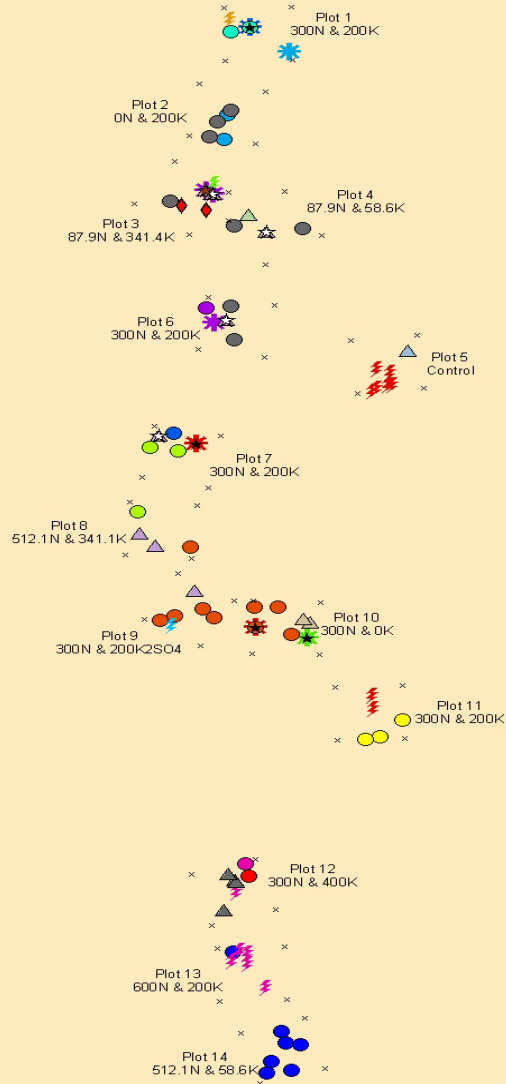 Plot 1
300N & 200K
Plot 2
0N & 200K
Plot 4
87.9N & 58.6K
Plot 3
87.9N & 341.4K
Plot 6
300N & 200K
Plot 5
Control
Plot 7
300N & 200K
Plot 8
512.1N & 341.1K
Plot 10
300N & 0K
Plot 9
300N & 200K2SO4
Plot 11
300N & 200K
Plot 12
300N & 400K
Plot 13
600N & 200K
Plot 14
512.1N & 58.6K